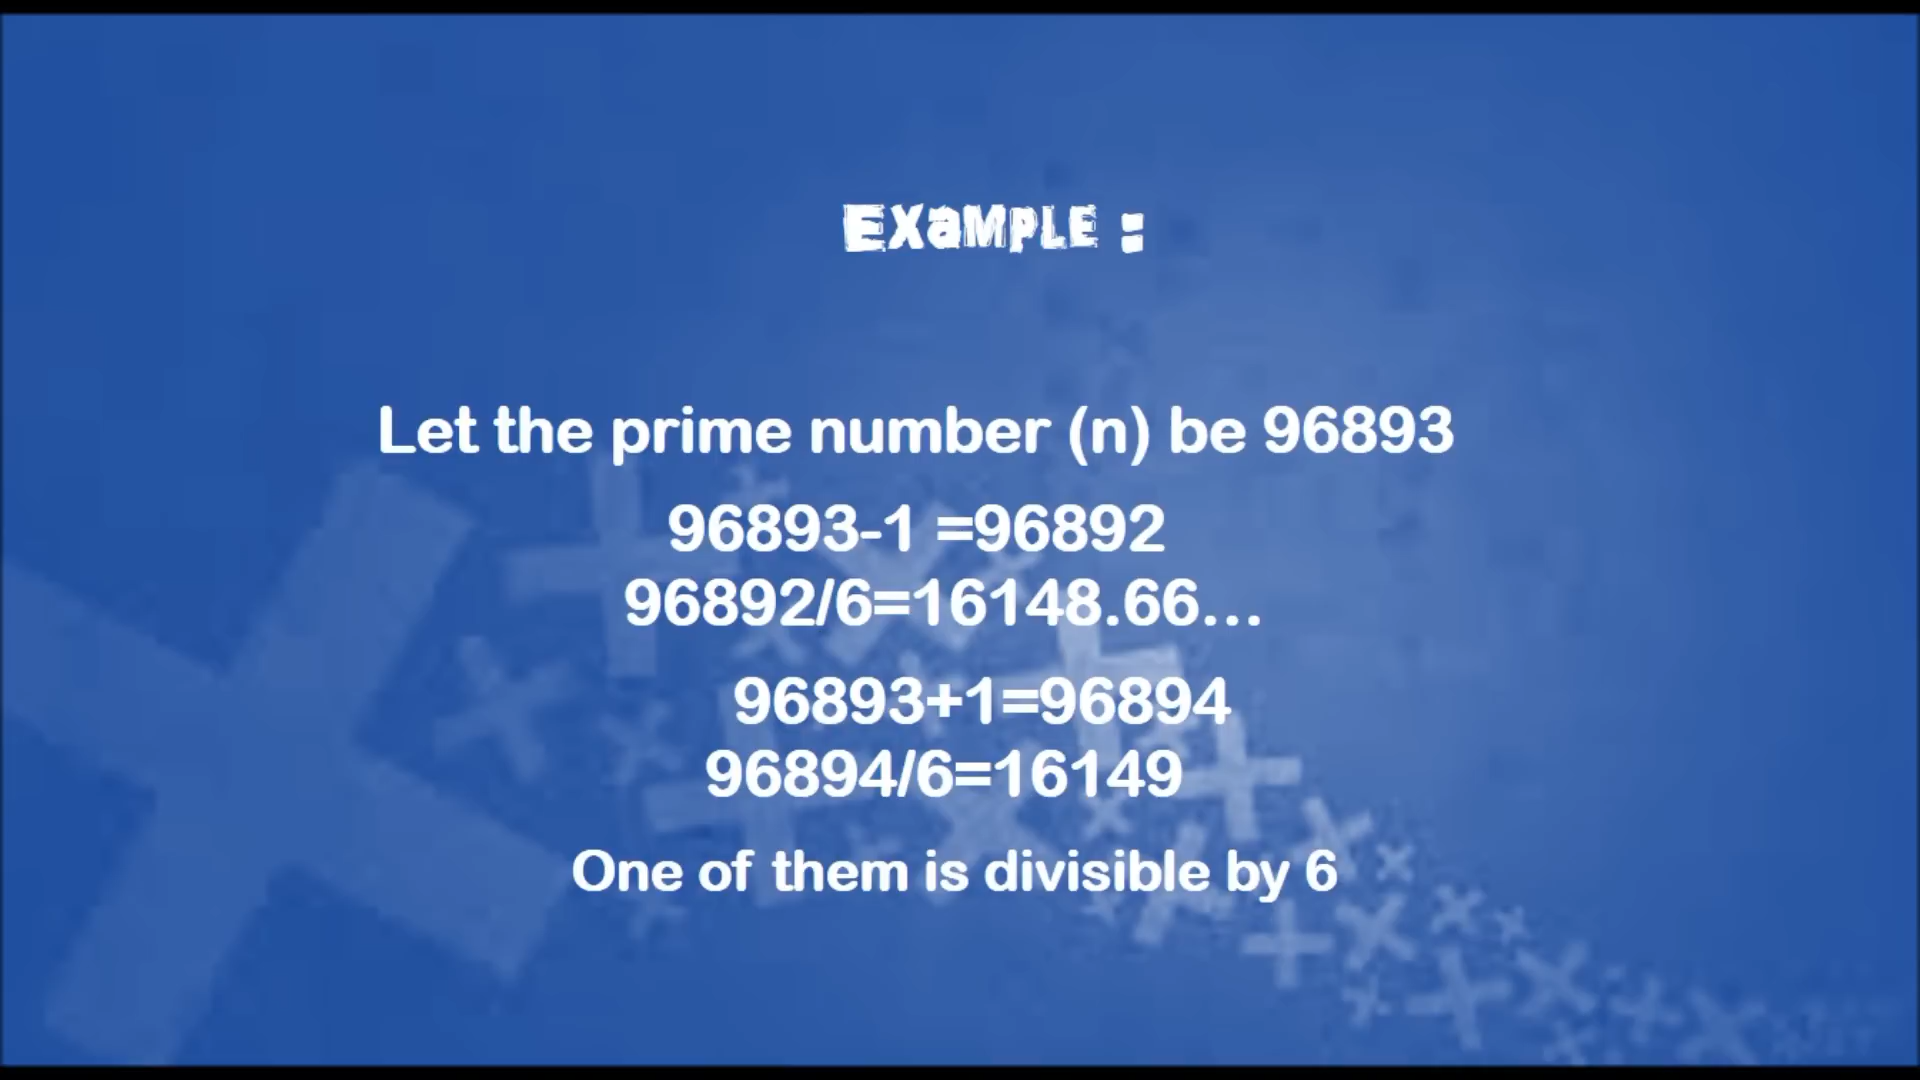 ExaMPLE :
Let the prime number (n) be 96893
96893-1 =96892
96892/6=16148.66...
96893+1=96894
96894/6=16149
One of them is divisible by 6